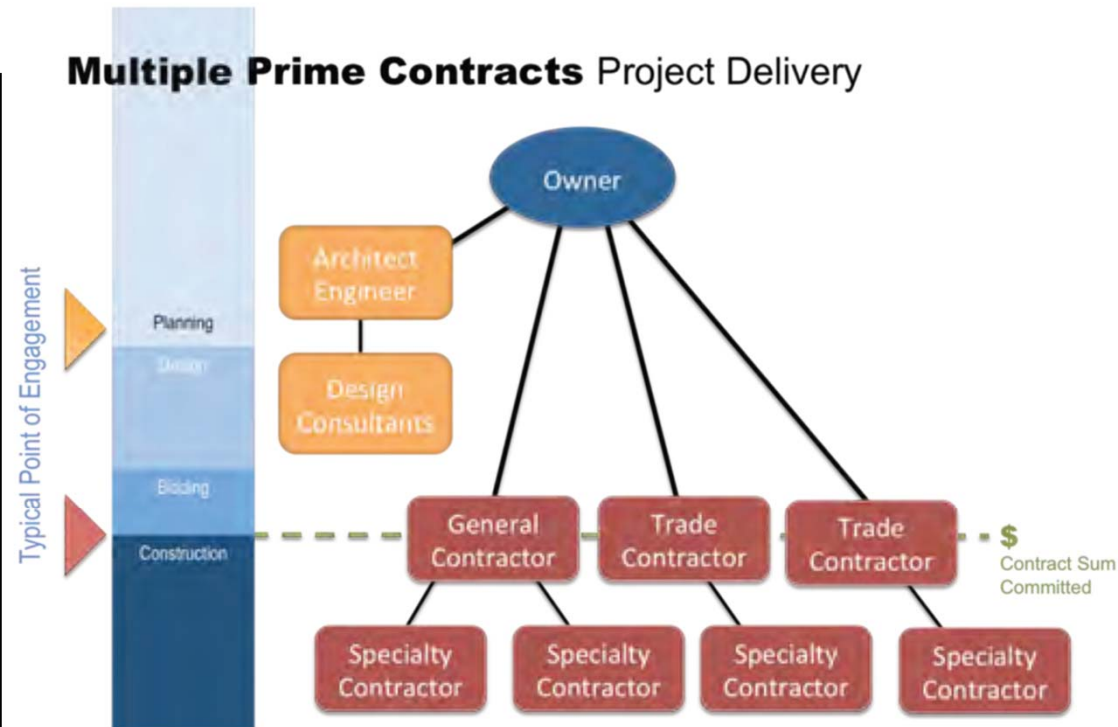 Multiple Prime Contracts Project Delivery
Owner
Architect
Engineer
Design
Consultants
Typical Point of Engagement
Planning
Design
Bidding
Construction
General
Contractor
Trade
Contractor
Trade
Contractor
$
Contract Sum
Committed
Specialty
Contractor
Specialty
Contractor
Specialty
Contractor
Specialty
Contractor